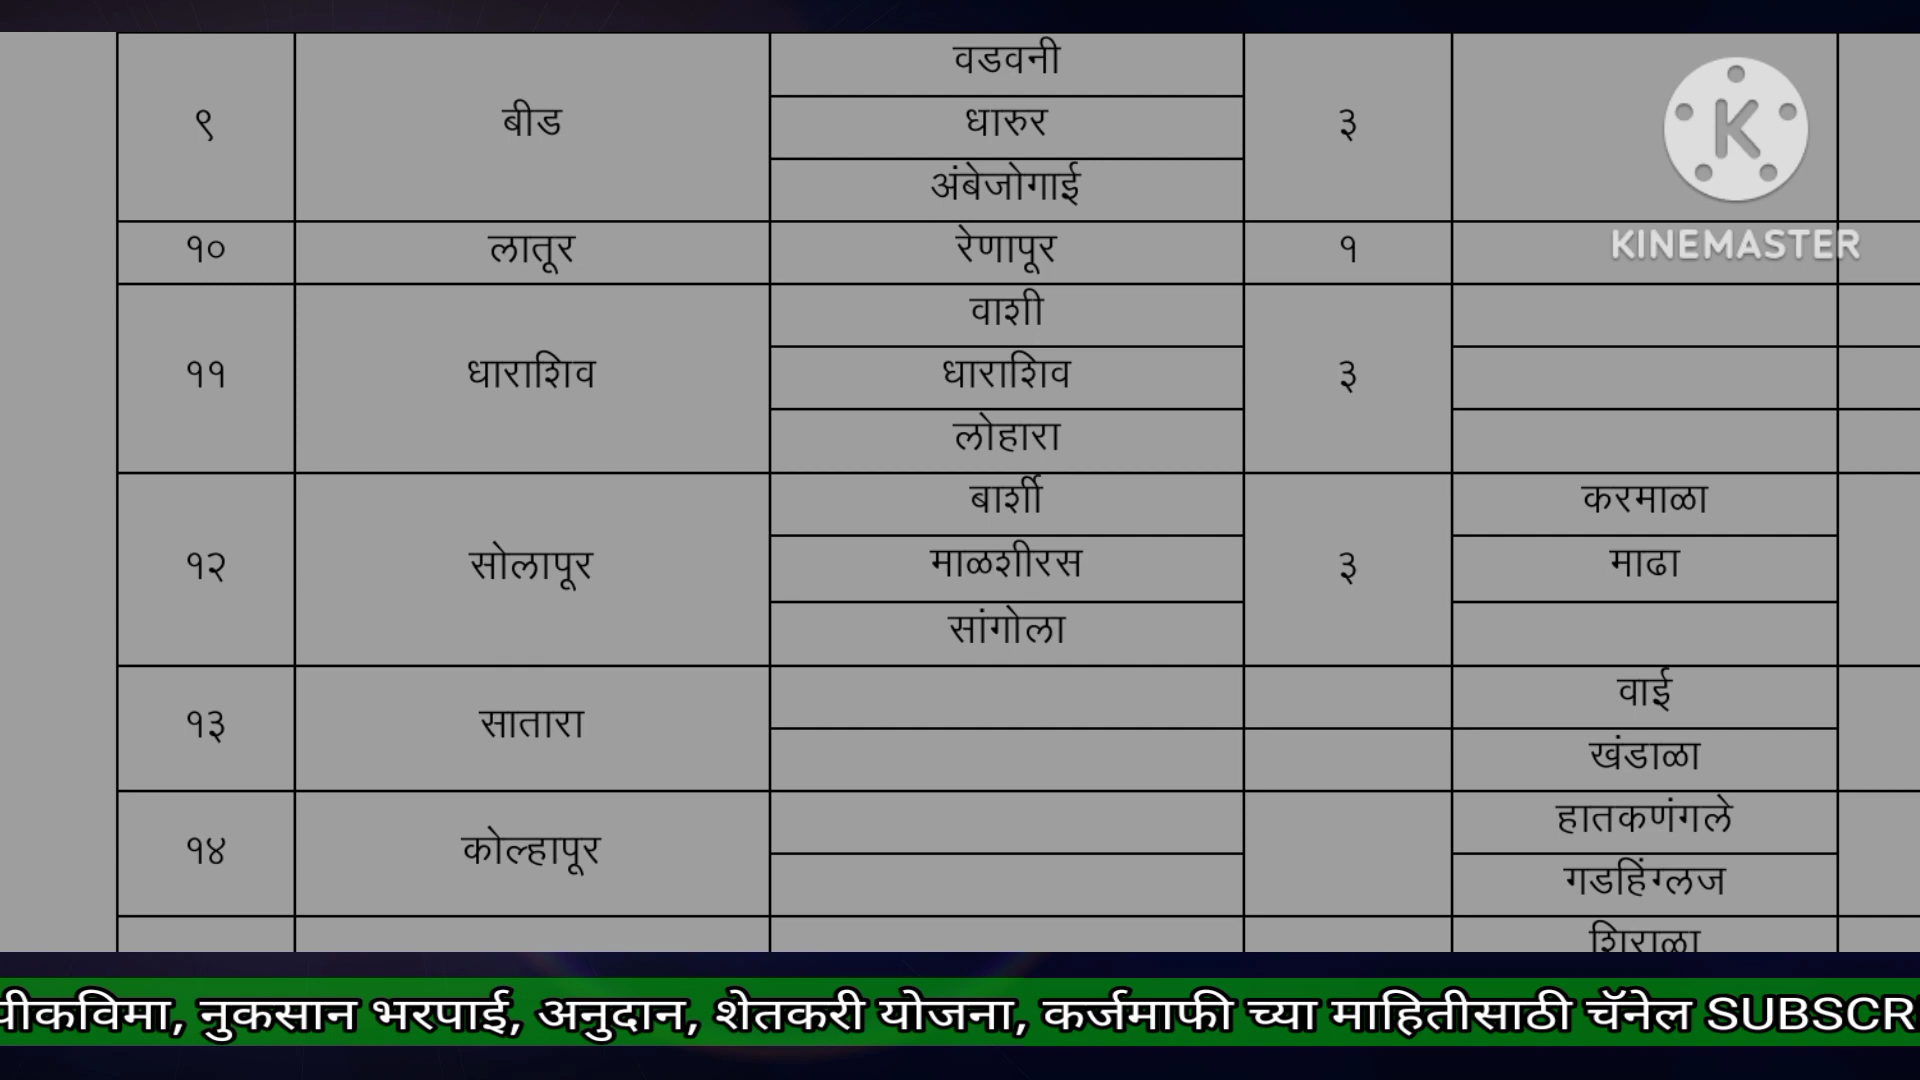 वडवनी
९ बीड धारुर ३
अंबेजोगाई
१० लातूर रेणापूर १
KINEMASTER
वाशी
११ धाराशिव धाराशिव ३
लोहारा
बार्शी करमाळा
१२ सोलापूर माळशीरस ३ माढा
सांगोला
वाई
१३ सातारा
खंडाळा
हातकणंगले
१४ कोल्हापूर
गडहिंग्लज
शिराळा
पीकविमा, नुकसान भरपाई, अनुदान, शेतकरी योजना, कर्जमाफी च्या माहितीसाठी चॅनेल SUBSCR